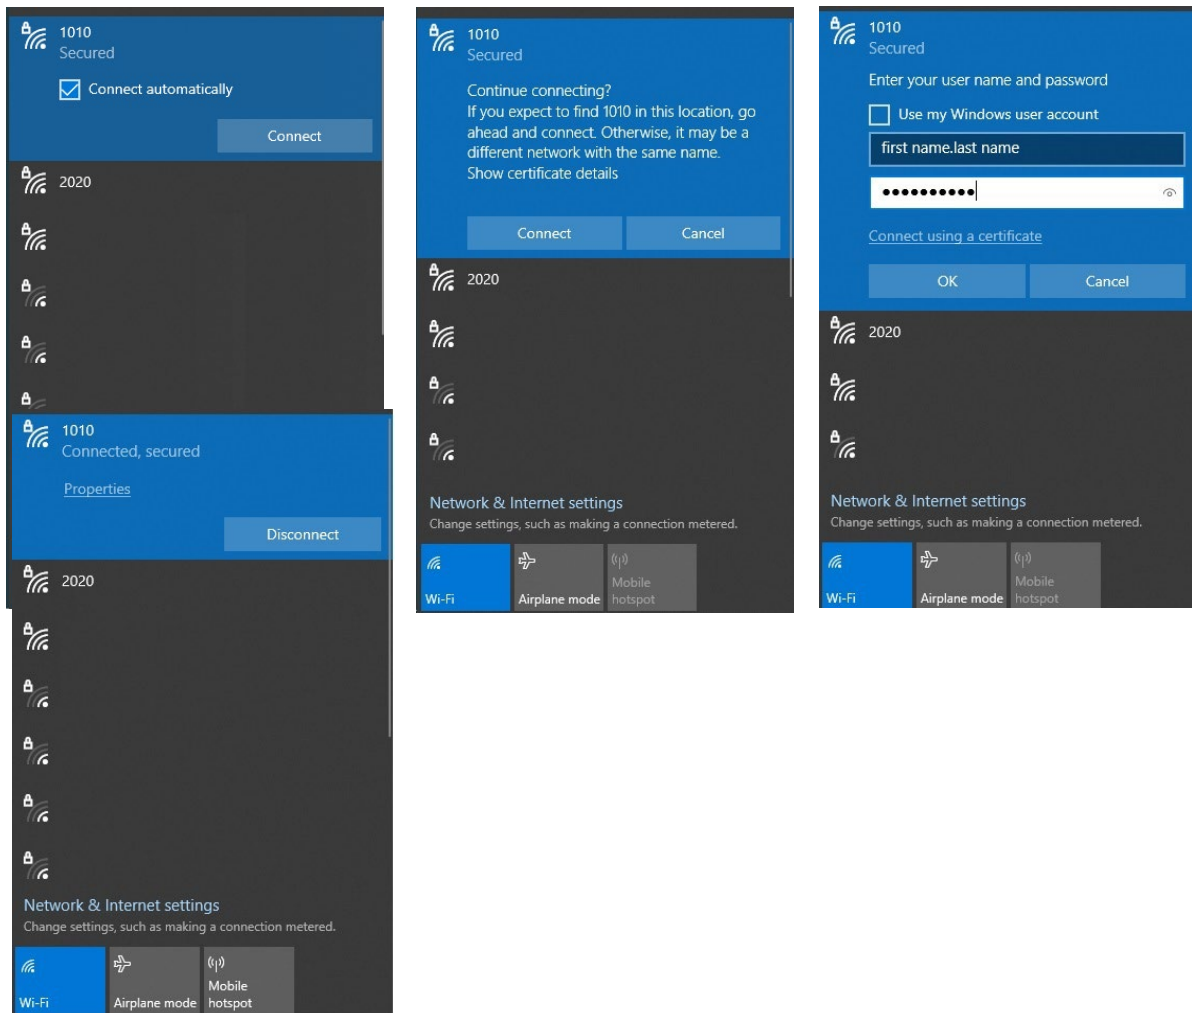 1010
Secured
Connect automatically
Connect
2020
1010
Secured
Continue connecting?
If you expect to find 1010 in this location, go
ahead and connect. Otherwise, it may be a
different network with the same name.
Show certificate details
Connect
Cancel
2020
Network & Internet settings
Change settings, such as making a connection metered.
Wi-Fi
Airplane mode
Mobile
hotspot
1010
Secured
Enter your user name and password
Use my Windows user account
first name.last name
Connect using a certificate
OK
Cancel
2020
Network & Internet settings
Change settings, such as making a connection metered.
Wi-Fi
Airplane mode
Mobile
hotspot
1010
Connected, secured
Properties
Disconnect
2020
Network & Internet settings
Change settings, such as making a connection metered.
Wi-Fi
Airplane mode
Mobile
hotspot